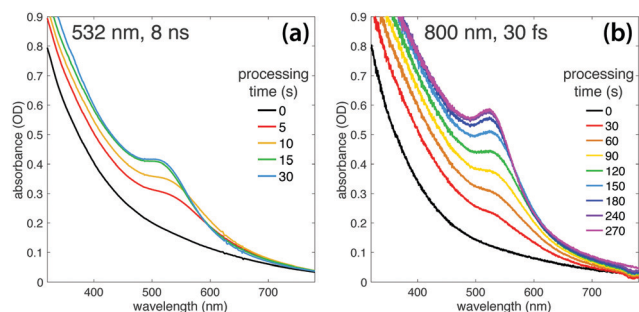 532 nm, 8 ns (a)
processing
time (s)
0
5
10
15
30
absorbance (OD)
0.9
0.8
0.7
0.6
0.5
0.4
0.3
0.2
0.1
0
400 500 600 700
wavelength (nm)
800 nm, 30 fs (b)
processing
time (s)
0
30
60
90
120
150
180
240
270
absorbance (OD)
0.9
0.8
0.7
0.6
0.5
0.4
0.3
0.2
0.1
0
400 500 600 700
wavelength (nm)